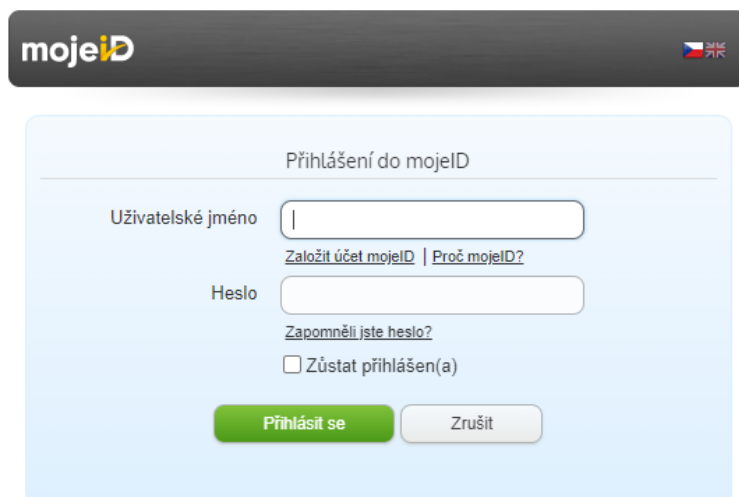 mojeiD
Přihlášení do mojeID
Uživatelské jméno
Založit účet mojeID | Proč mojeID?
Heslo
Zapomněli jste heslo?
Zůstat přihlášen(a)
Přihlásit se
Zrušit